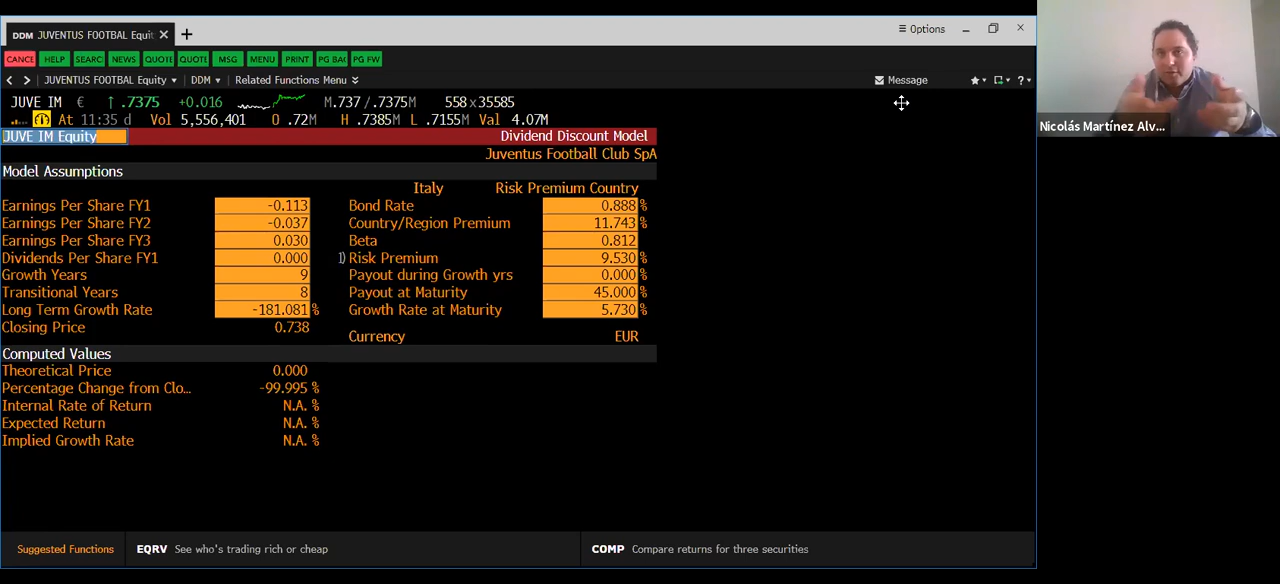 DDM JUVENTUS FOOTBAL Equit × +
Options
CANCE HELP SEARC NEWS QUOTE QUOTE MSG MENU PRINT PG BAC PG FW
JUVENTUS FOOTBAL Equity DDM Related Functions Menu Message ?
JUVE IM € ↑ .7375 +0.016 M.737 / .7375M 558 x 35585
At 11:35 d Vol 5,556,401 O .72M H .7385M L .7155M Val 4.07M
JUVE IM Equity Dividend Discount Model
Juventus Football Club SpA
Model Assumptions
Italy Risk Premium Country
Earnings Per Share FY1 -0.113 Bond Rate 0.888 %
Earnings Per Share FY2 -0.037 Country/Region Premium 11.743 %
Earnings Per Share FY3 0.030 Beta 0.812
Dividends Per Share FY1 0.000 1) Risk Premium 9.530 %
Growth Years 9 Payout during Growth yrs 0.000 %
Transitional Years 8 Payout at Maturity 45.000 %
Long Term Growth Rate -181.081 % Growth Rate at Maturity 5.730 %
Closing Price 0.738
Currency EUR
Computed Values
Theoretical Price 0.000
Percentage Change from Clo... -99.995 %
Internal Rate of Return N.A. %
Expected Return N.A. %
Implied Growth Rate N.A. %
Suggested Functions EQRV See who's trading rich or cheap COMP Compare returns for three securities
Nicolás Martínez Alv...